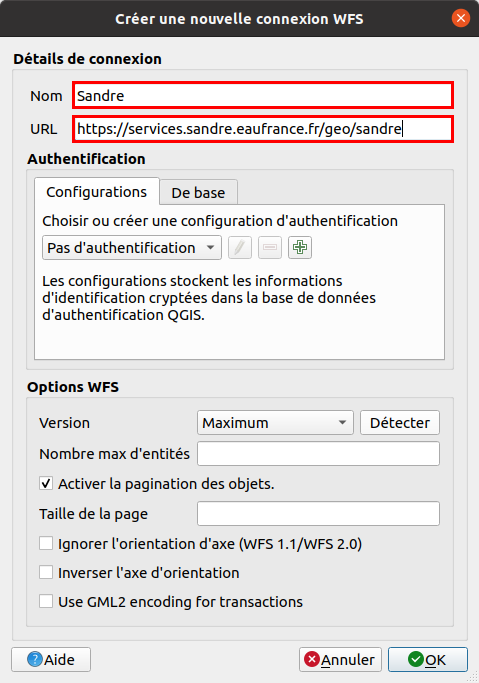 Créer une nouvelle connexion WFS
Détails de connexion
Nom Sandre
URL https://services.sandre.eaufrance.fr/geo/sandre
Authentification
Configurations De base
Choisir ou créer une configuration d'authentification
Pas d'authentification
Les configurations stockent les informations
d'identification cryptées dans la base de données
d'authentification QGIS.
Options WFS
Version Maximum Détecter
Nombre max d'entités
Activer la pagination des objets.
Taille de la page
Ignorer l'orientation d'axe (WFS 1.1/WFS 2.0)
Inverser l'axe d'orientation
Use GML2 encoding for transactions
Aide Annuler OK